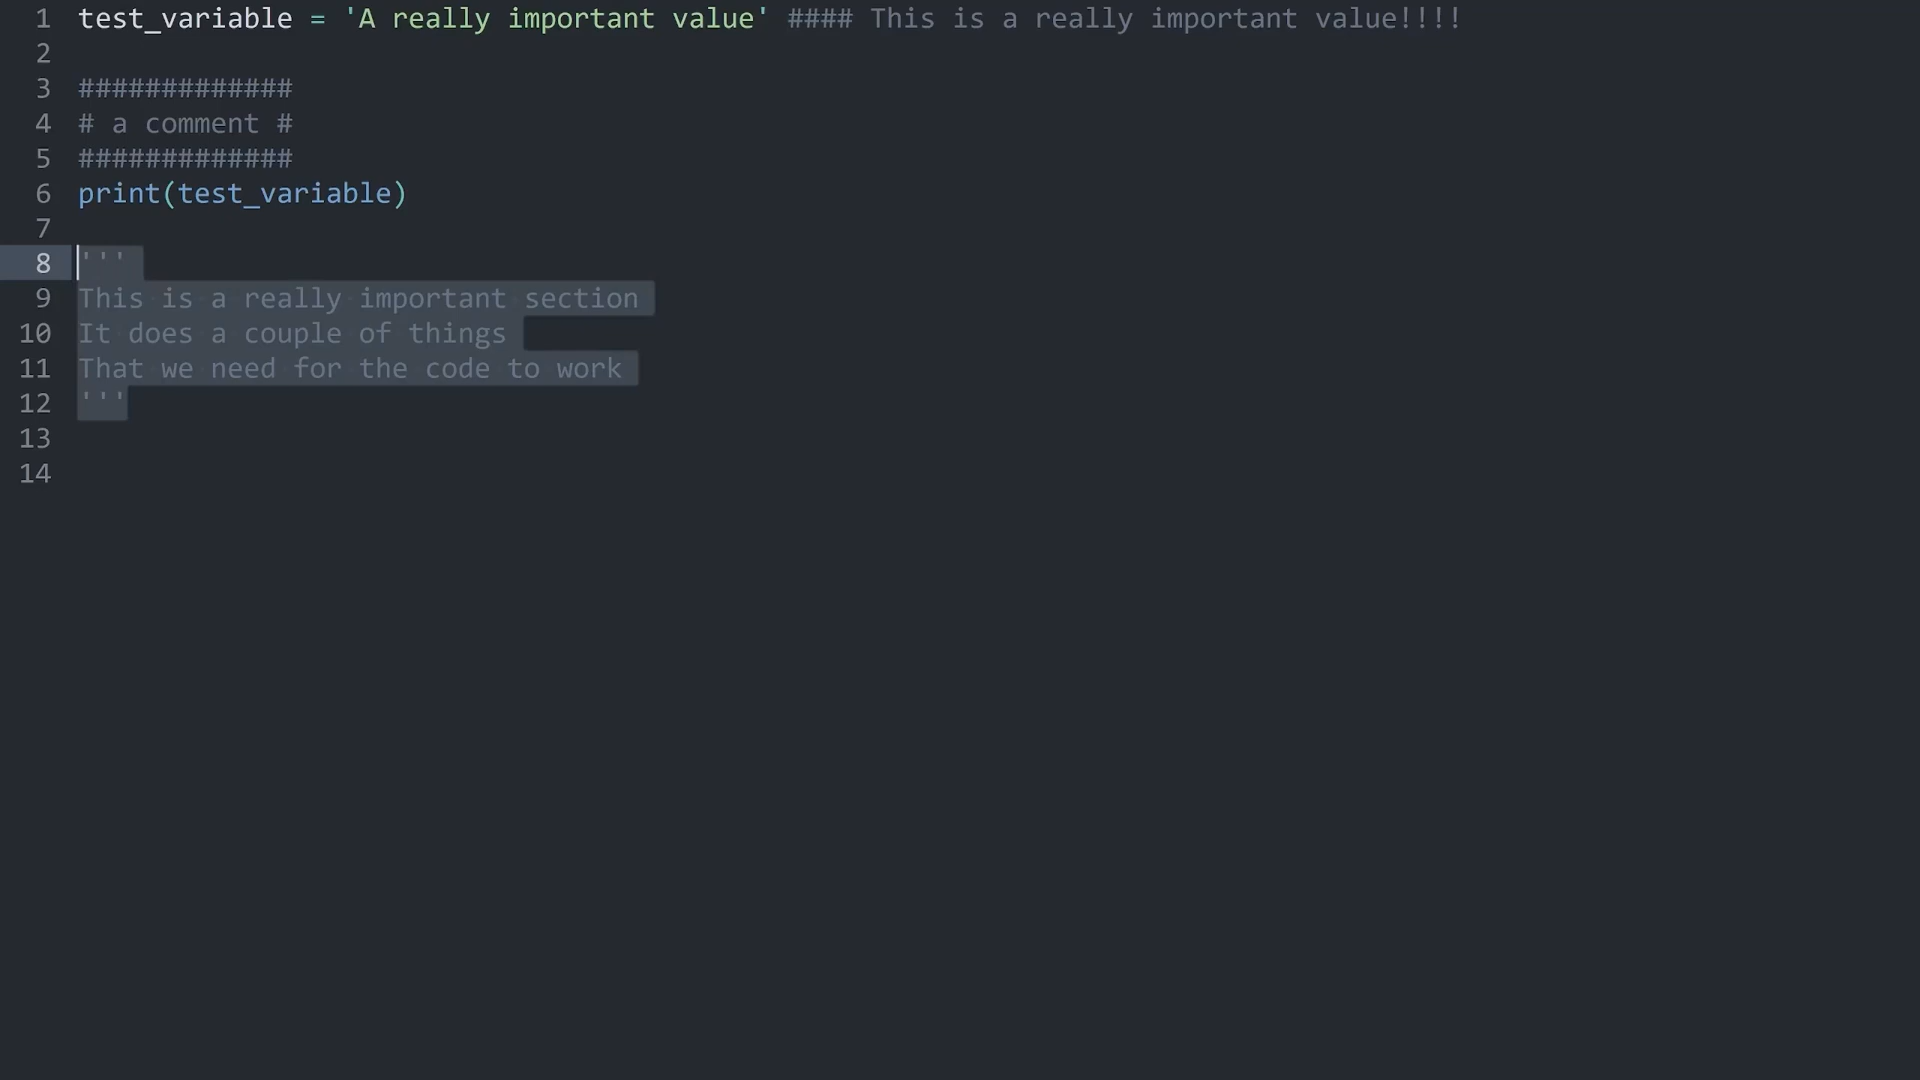 1 test_variable = 'A really important value' #### This is a really important value!!!!
2
3 #############
4 # a comment #
5 #############
6 print(test_variable)
7
8 '''
9 This is a really important section
10 It does a couple of things
11 That we need for the code to work
12 '''
13
14